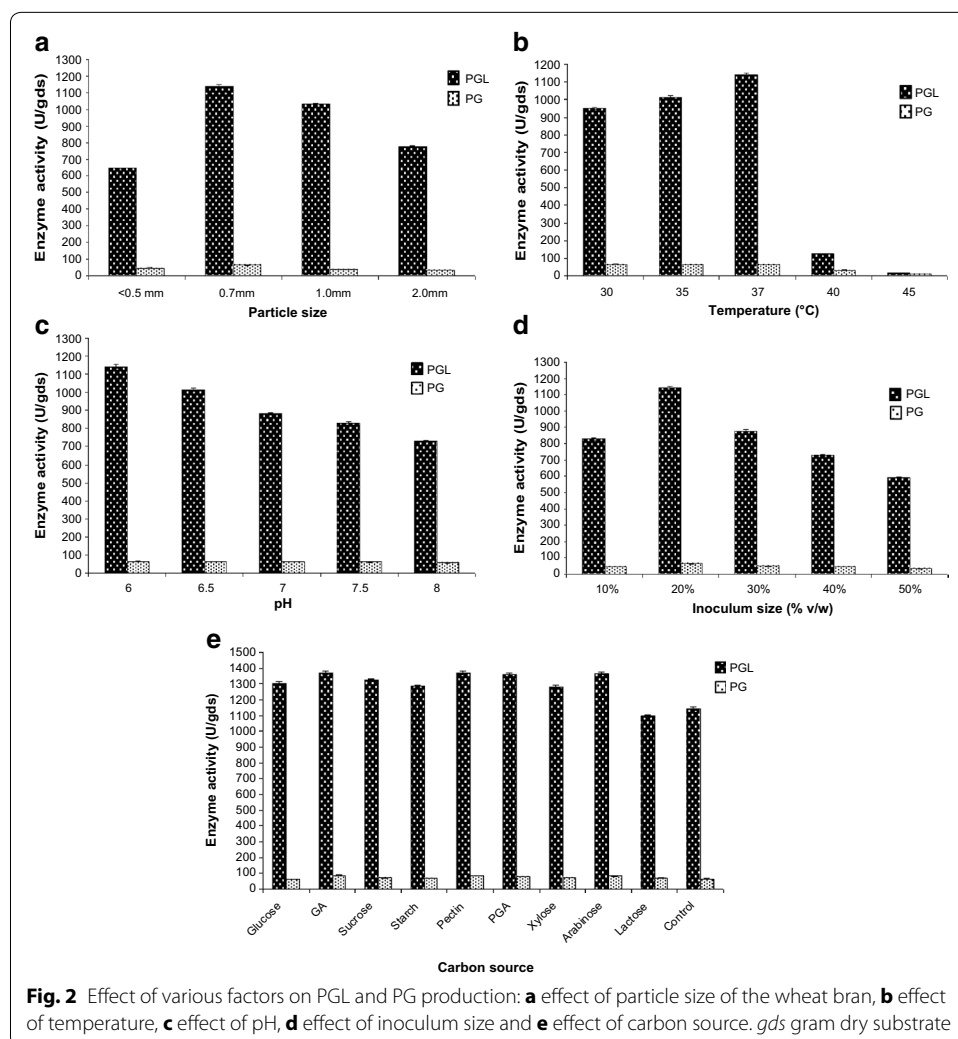 a
1300
1200
1100
1000
900
800
700
600
500
400
300
200
100
0
Enzyme activity (U/gds)
<0.5 mm 0.7mm 1.0mm 2.0mm
Particle size
PGL
PG
b
1200
1100
1000
900
800
700
600
500
400
300
200
100
0
Enzyme activity (U/gds)
30 35 37 40 45
Temperature (°C)
PGL
PG
c
1300
1200
1100
1000
900
800
700
600
500
400
300
200
100
0
Enzyme activity (U/gds)
6 6.5 7 7.5 8
pH
PGL
PG
d
1300
1200
1100
1000
900
800
700
600
500
400
300
200
100
0
Enzyme activity (U/gds)
10% 20% 30% 40% 50%
Inoculum size (% v/w)
PGL
PG
e
1500
1400
1300
1200
1100
1000
900
800
700
600
500
400
300
200
100
0
Enzyme activity (U/gds)
Glucose
GA
Sucrose
Starch
Pectin
PGA
Xylose
Arabinose
Lactose
Control
Carbon source
PGL
PG
Fig. 2 Effect of various factors on PGL and PG production: a effect of particle size of the wheat bran, b effect
of temperature, c effect of pH, d effect of inoculum size and e effect of carbon source. gds gram dry substrate